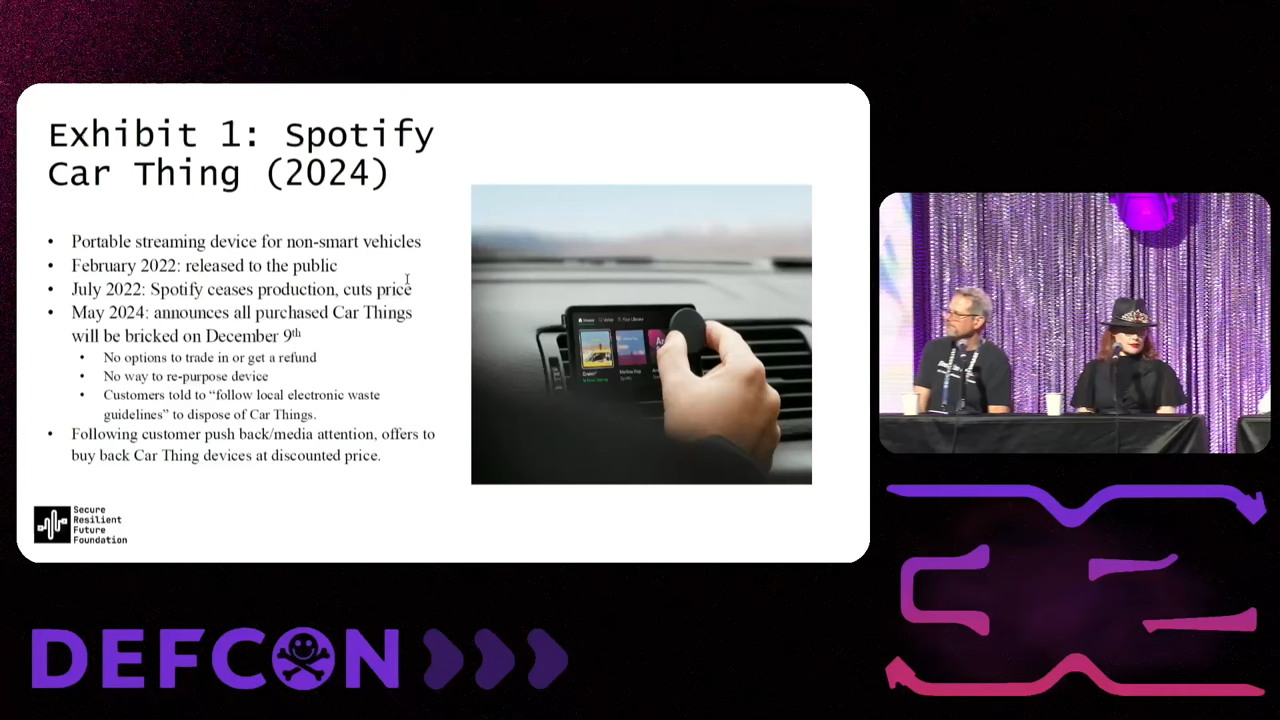 Exhibit 1: Spotify
Car Thing (2024)
• Portable streaming device for non-smart vehicles
• February 2022: released to the public
• July 2022: Spotify ceases production, cuts price
• May 2024: announces all purchased Car Things
will be bricked on December 9th
• No options to trade in or get a refund
• No way to re-purpose device
• Customers told to “follow local electronic waste
guidelines” to dispose of Car Things.
• Following customer push back/media attention, offers to
buy back Car Thing devices at discounted price.
Secure
Resilient
Future
Foundation
DEFCON